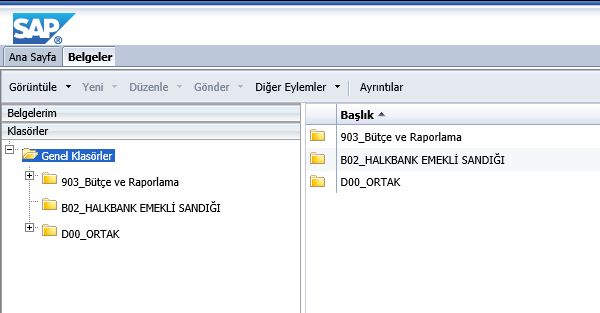 SAP®
Ana Sayfa Belgeler
Görüntüle Yeni Düzenle Gönder Diğer Eylemler Ayrıntılar
Belgelerim
Klasörler
Genel Klasörler
903_Bütçe ve Raporlama
B02_HALKBANK EMEKLİ SANDIĞI
D00_ORTAK
Başlık
903_Bütçe ve Raporlama
B02_HALKBANK EMEKLİ SANDIĞI
D00_ORTAK